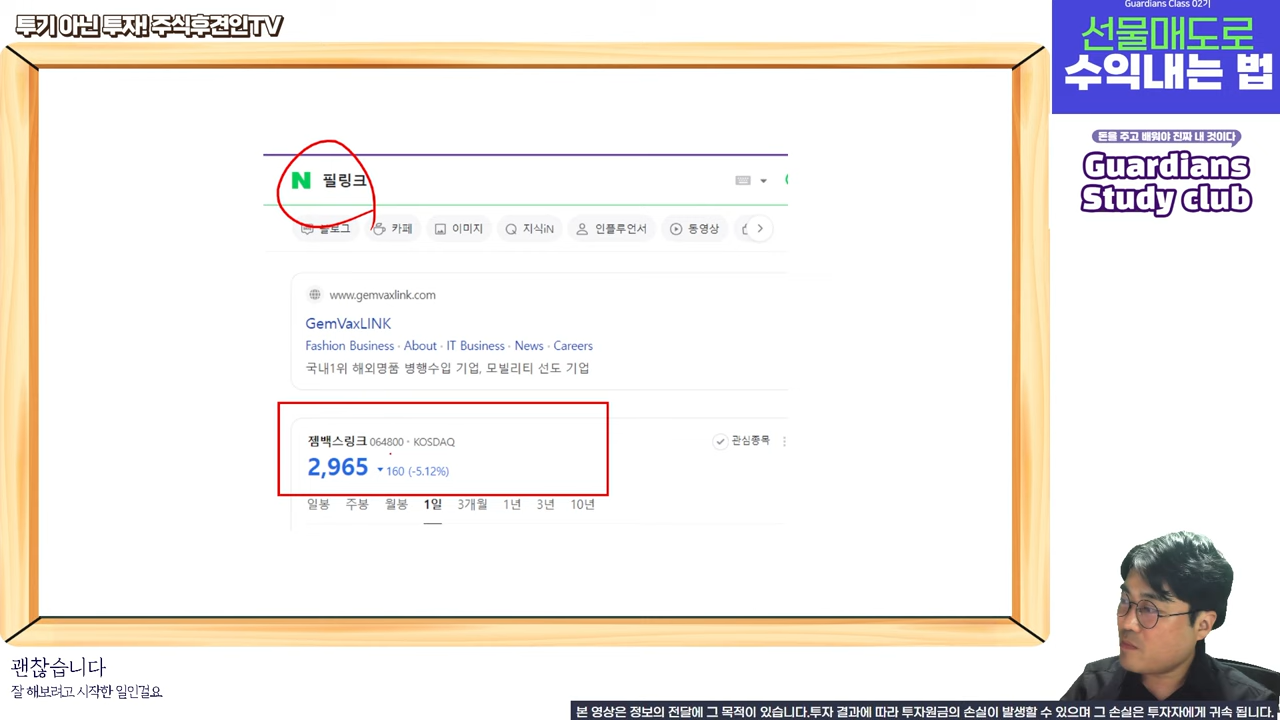 투기 아닌 투자! 주식후견인TV
Guardians Class 02기
선물매도로
수익내는 법
돈을 주고 배워야 진짜 내 것이다
Guardians
Study club
N 필링크
블로그 카페 이미지 지식iN 인플루언서 동영상
www.gemvaxlink.com
GemVaxLINK
Fashion Business · About · IT Business · News · Careers
국내1위 해외명품 병행수입 기업, 모빌리티 선도 기업
젬백스링크 064800 · KOSDAQ
관심종목
2,965 ▼160 (-5.12%)
일봉 주봉 월봉 1일 3개월 1년 3년 10년
괜찮습니다
잘 해보려고 시작한 일인걸요
본 영상은 정보의 전달에 그 목적이 있습니다.투자 결과에 따라 투자원금의 손실이 발생할 수 있으며 그 손실은 투자자에게 귀속 됩니다.